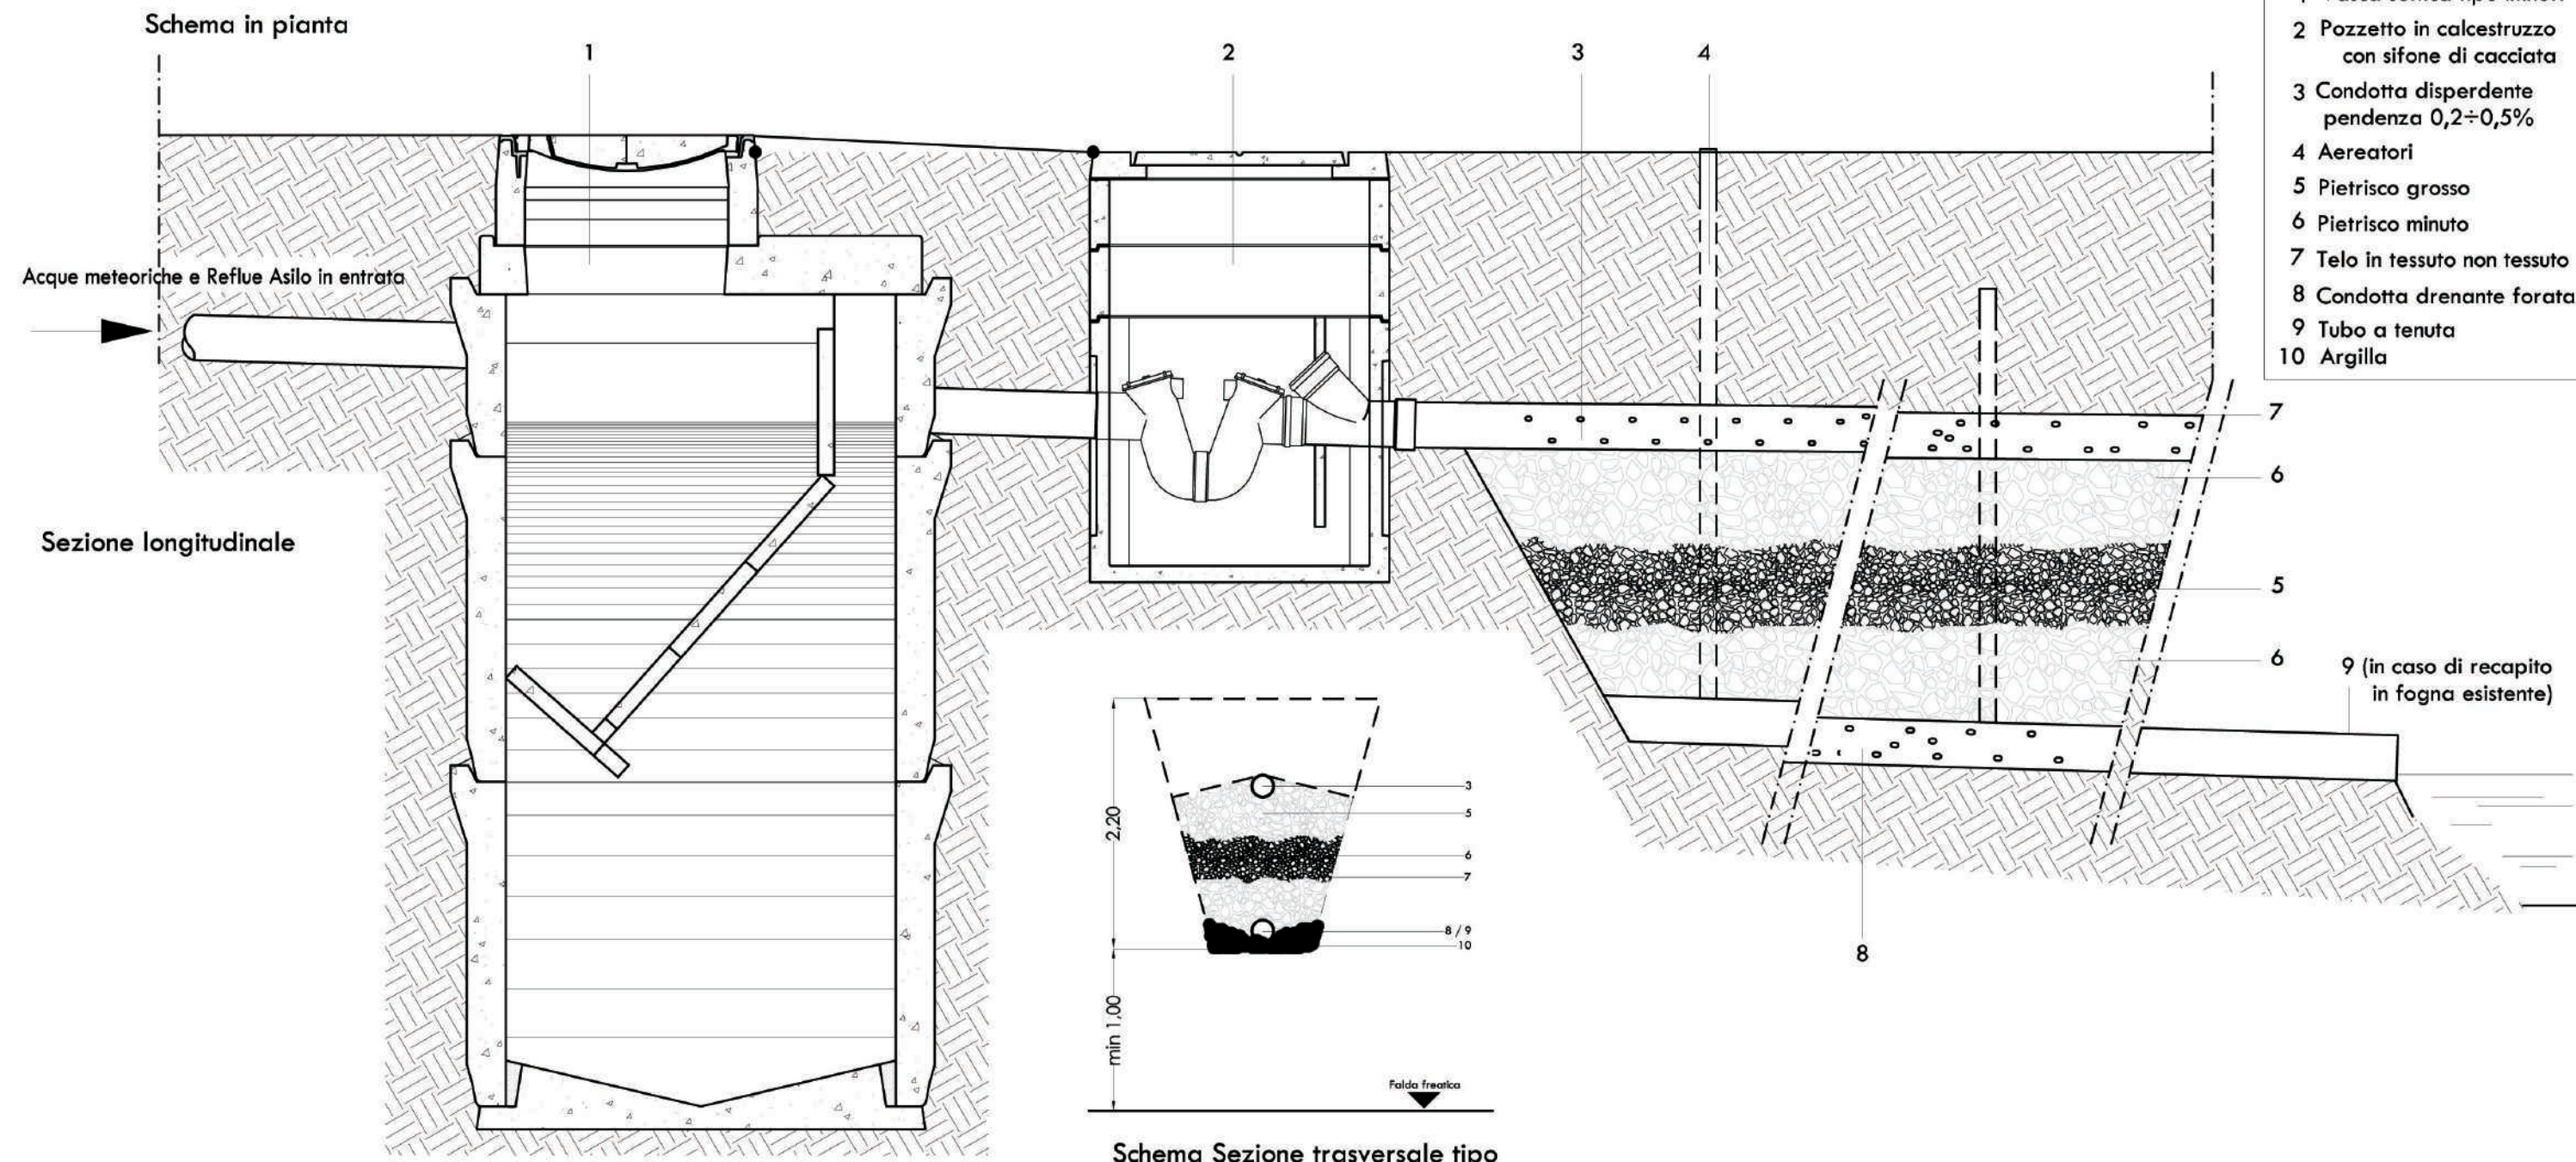 Schema in pianta
1
2
3
4
2 Pozzetto in calcestruzzo
con sifone di cacciata
3 Condotta disperdente
pendenza 0,2÷0,5%
4 Aereatori
5 Pietrisco grosso
6 Pietrisco minuto
7 Telo in tessuto non tessuto
8 Condotta drenante forata
9 Tubo a tenuta
10 Argilla
Acque meteoriche e Reflue Asilo in entrata
Sezione longitudinale
7
6
5
6
9 (in caso di recapito
in fogna esistente)
8
2,20
min 1,00
3
5
6
7
8 / 9
10
Falda freatica
Schema Sezione trasversale tipo